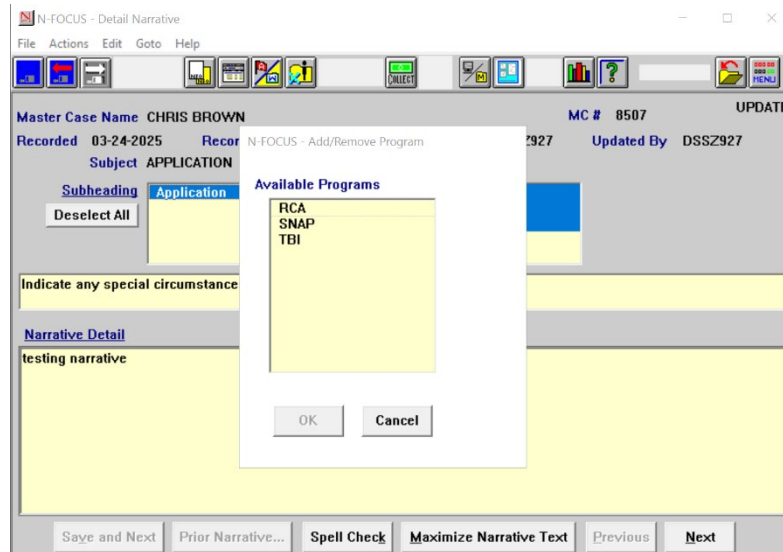 N-FOCUS - Detail Narrative
File Actions Edit Goto Help
COLLECT
MENU
Master Case Name CHRIS BROWN MC # 8507 UPDATI
Recorded 03-24-2025 Recor Z927 Updated By DSSZ927
Subject APPLICATION
Subheading Application
Deselect All
N-FOCUS - Add/Remove Program
Available Programs
RCA
SNAP
TBI
OK Cancel
Indicate any special circumstance
Narrative Detail
testing narrative
Save and Next Prior Narrative... Spell Check Maximize Narrative Text Previous Next